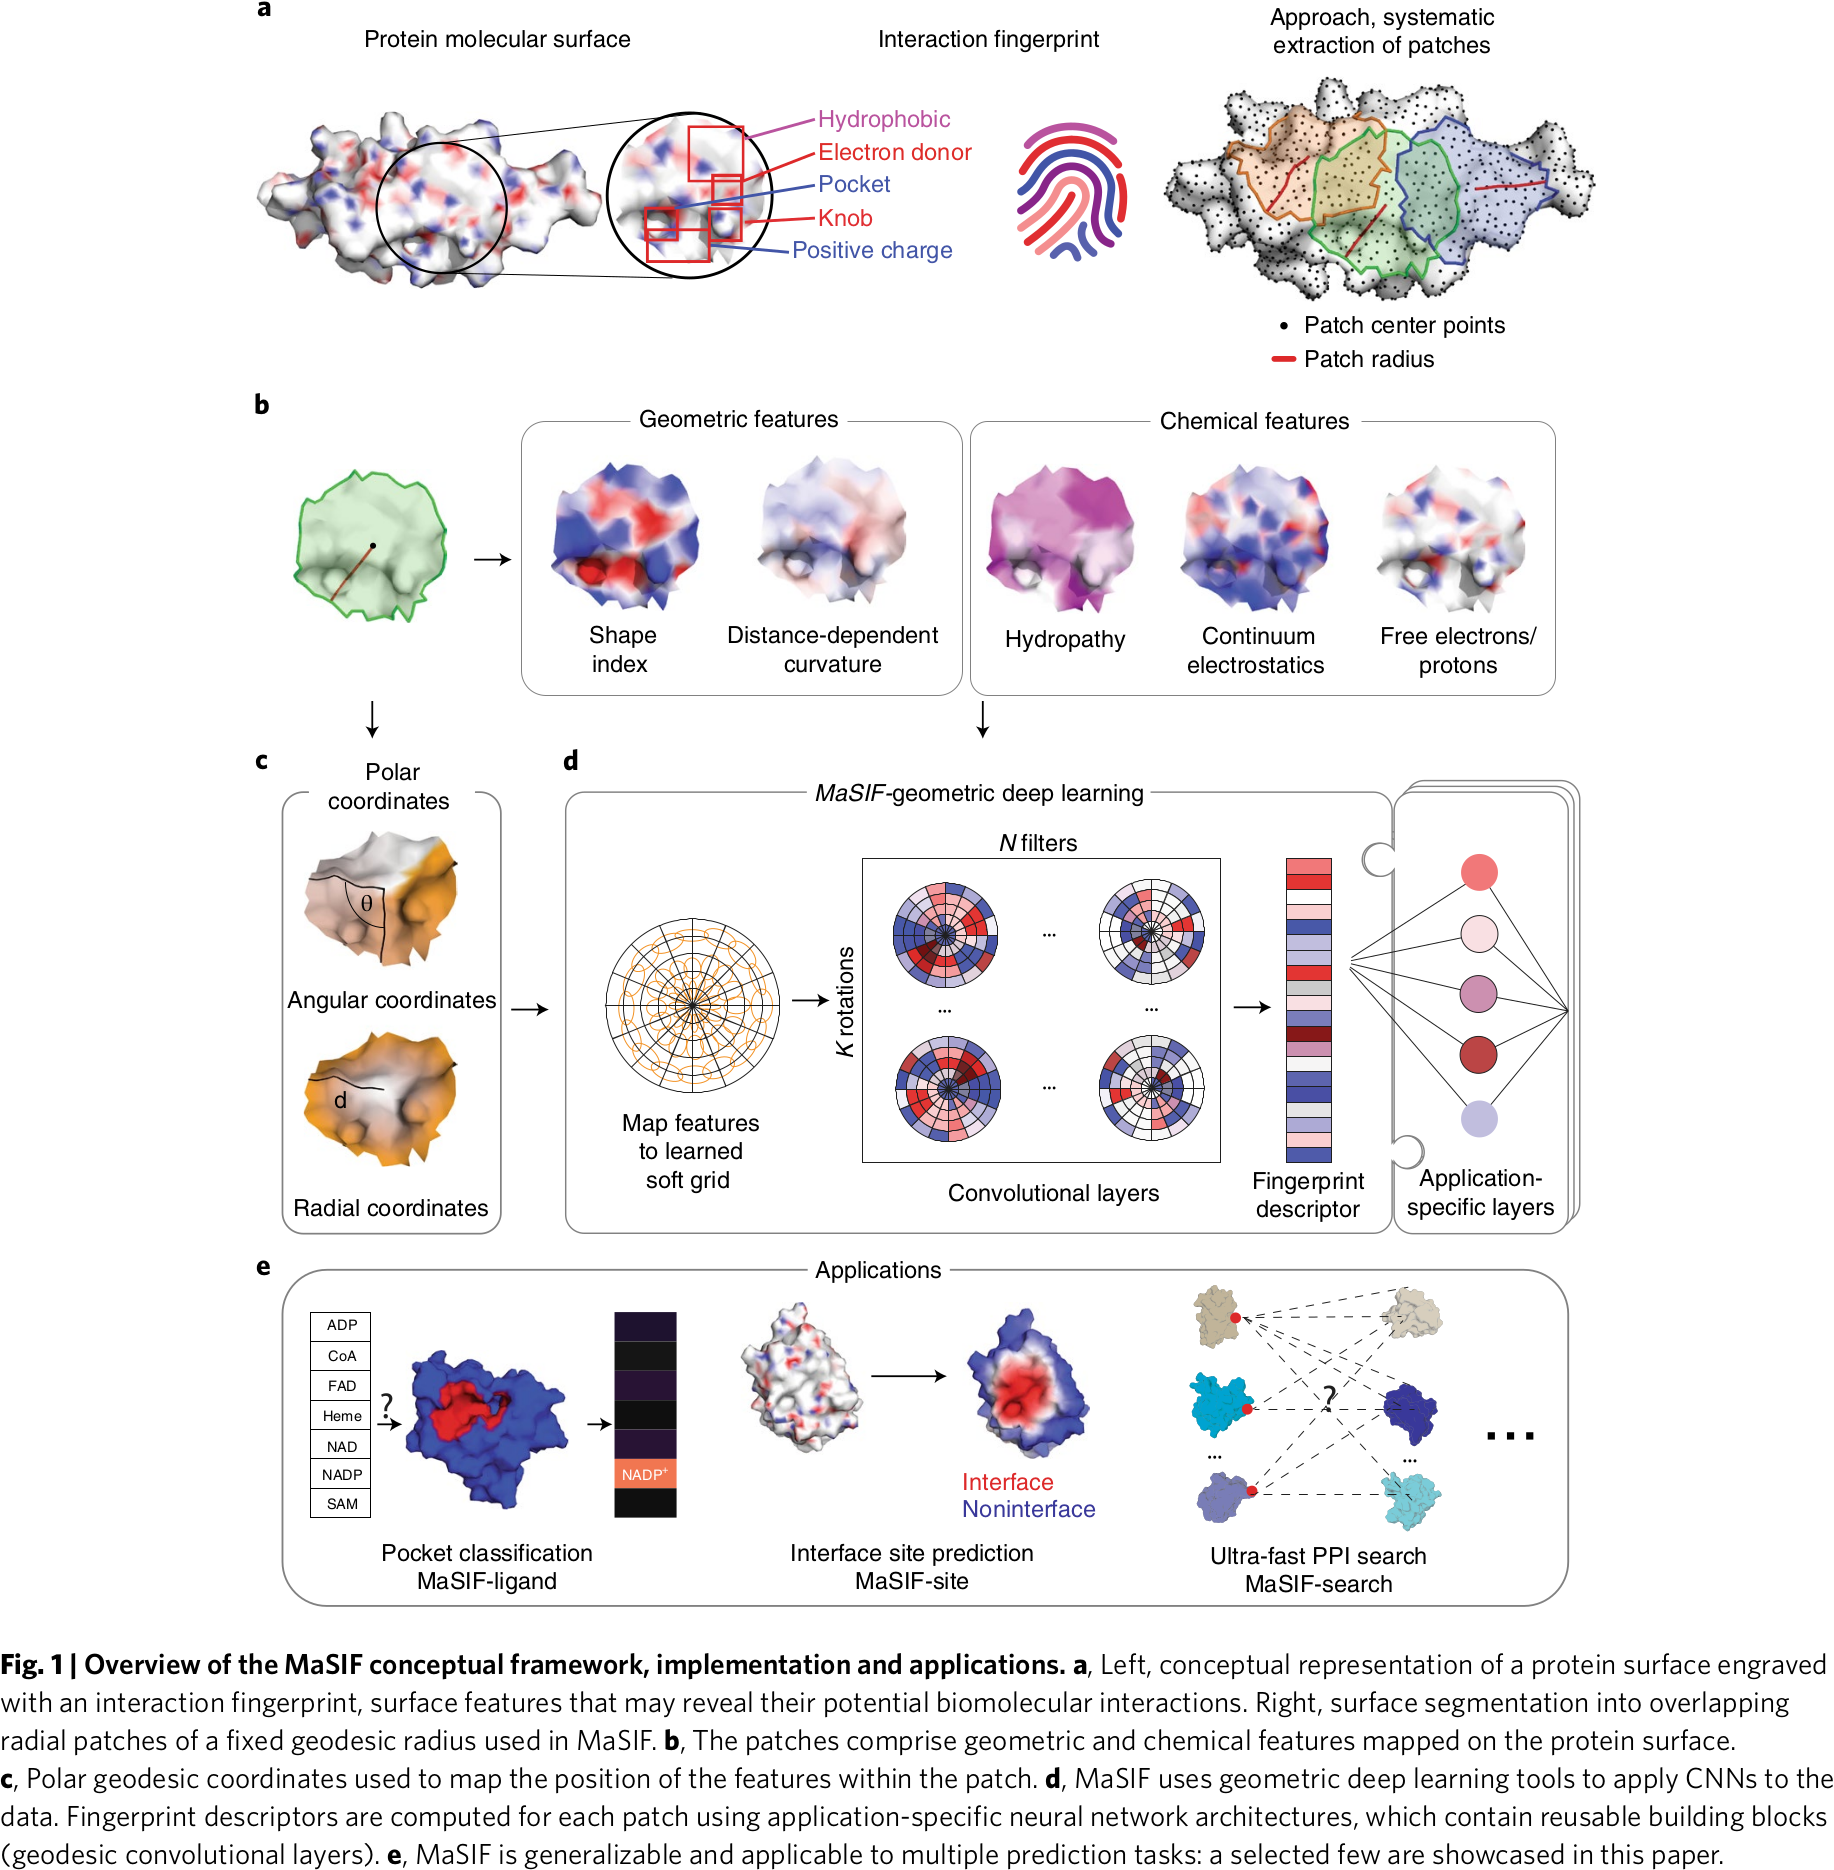 a
Protein molecular surface
Interaction fingerprint
Approach, systematic
extraction of patches
Hydrophobic
Electron donor
Pocket
Knob
Positive charge
• Patch center points
Patch radius
b
Geometric features
Chemical features
Shape
index
Distance-dependent
curvature
Hydropathy
Continuum
electrostatics
Free electrons/
protons
c
Polar
coordinates
θ
Angular coordinates
d
Radial coordinates
d
MaSIF-geometric deep learning
N filters
K rotations
...
...
...
...
...
Map features
to learned
soft grid
Convolutional layers
Fingerprint
descriptor
Application-
specific layers
e
Applications
ADP
CoA
FAD
Heme
NAD
NADP
SAM
?
NADP⁺
Pocket classification
MaSIF-ligand
Interface
Noninterface
Interface site prediction
MaSIF-site
?
...
...
...
Ultra-fast PPI search
MaSIF-search
Fig. 1 | Overview of the MaSIF conceptual framework, implementation and applications. a, Left, conceptual representation of a protein surface engraved
with an interaction fingerprint, surface features that may reveal their potential biomolecular interactions. Right, surface segmentation into overlapping
radial patches of a fixed geodesic radius used in MaSIF. b, The patches comprise geometric and chemical features mapped on the protein surface.
c, Polar geodesic coordinates used to map the position of the features within the patch. d, MaSIF uses geometric deep learning tools to apply CNNs to the
data. Fingerprint descriptors are computed for each patch using application-specific neural network architectures, which contain reusable building blocks
(geodesic convolutional layers). e, MaSIF is generalizable and applicable to multiple prediction tasks: a selected few are showcased in this paper.